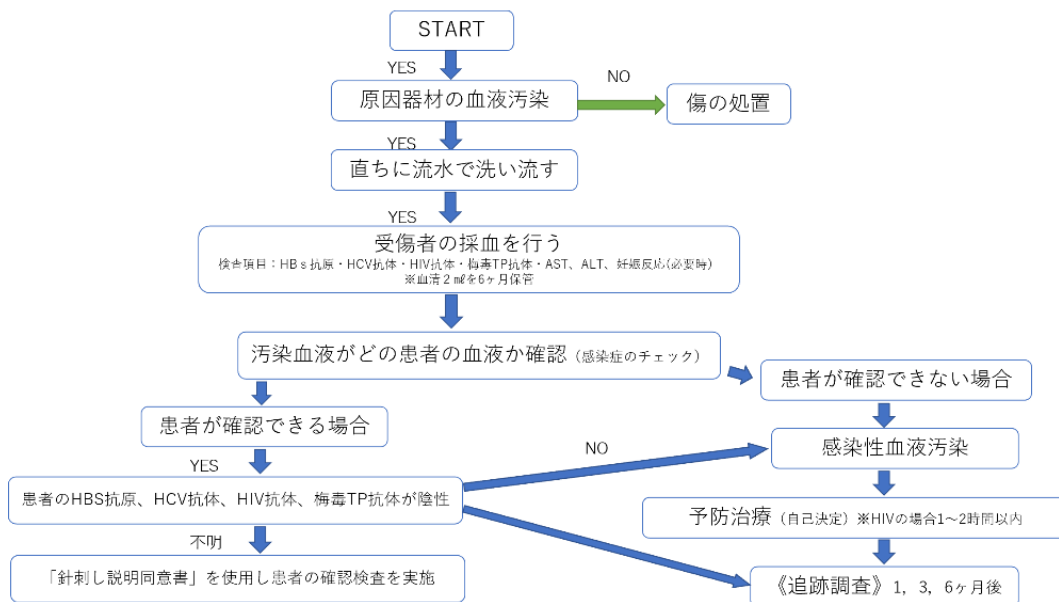 START
YES
原因器材の血液汚染
NO
傷の処置
YES
直ちに流水で洗い流す
YES
受傷者の採血を行う
検査項目：HBｓ抗原・HCV抗体・HIV抗体・梅毒TP抗体・AST、ALT、妊娠反応(必要時)
※血清２㎖を6ヶ月保管
汚染血液がどの患者の血液か確認（感染症のチェック）
患者が確認できない場合
患者が確認できる場合
感染性血液汚染
YES
NO
患者のHBS抗原、HCV抗体、HIV抗体、梅毒TP抗体が陰性
予防治療（自己決定）※HIVの場合1〜2時間以内
不明
「針刺し説明同意書」を使用し患者の確認検査を実施
《追跡調査》1，3，6ヶ月後